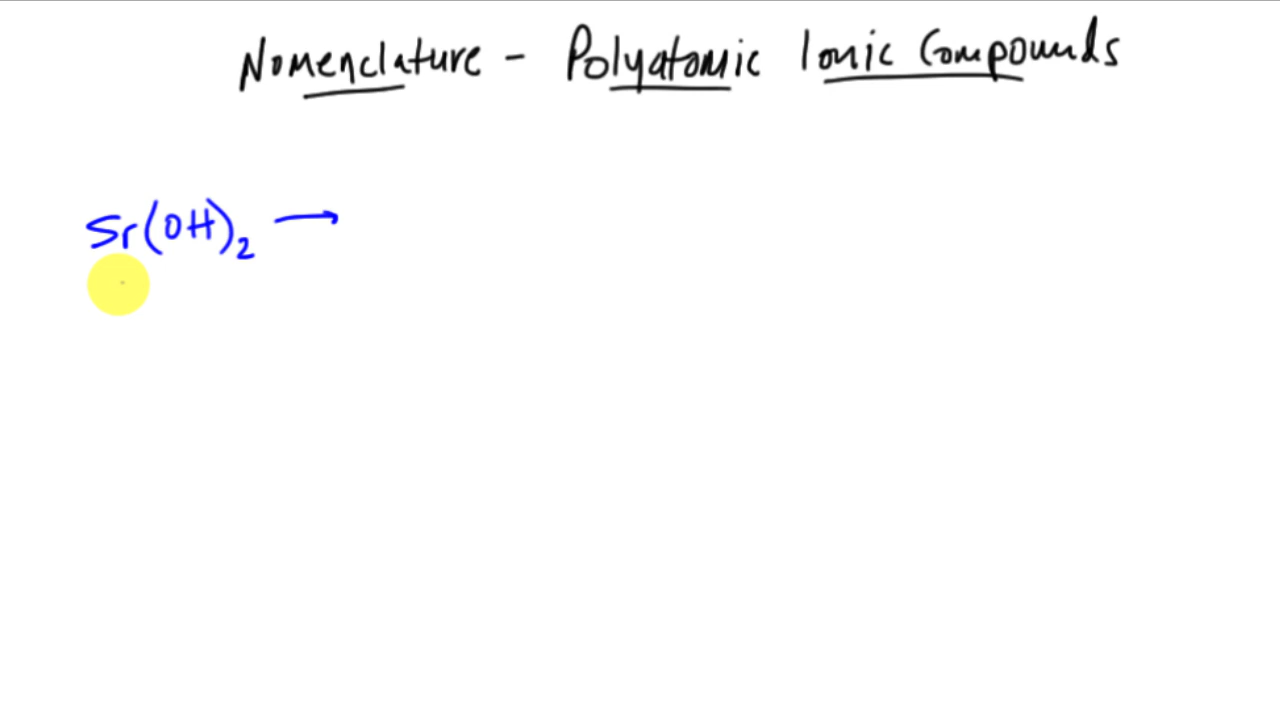 Nomenclature - Polyatomic Ionic Compounds
Sr(OH)₂ →